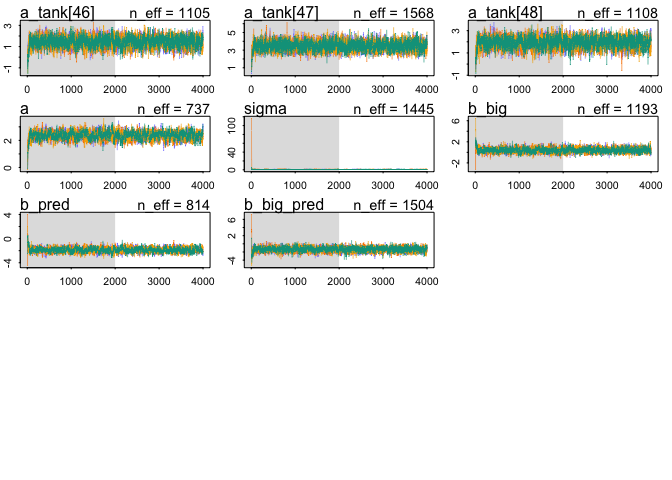 a_tank[46] n_eff = 1105 a_tank[47] n_eff = 1568 a_tank[48] n_eff = 1108
-1 1 3 1 3 5 -1 1 3
0 1000 2000 3000 4000 0 1000 2000 3000 4000 0 1000 2000 3000 4000
a n_eff = 737 sigma n_eff = 1445 b_big n_eff = 1193
0 2 0 40 100 -2 2 6
0 1000 2000 3000 4000 0 1000 2000 3000 4000 0 1000 2000 3000 4000
b_pred n_eff = 814 b_big_pred n_eff = 1504
-4 0 4 -4 2 6
0 1000 2000 3000 4000 0 1000 2000 3000 4000